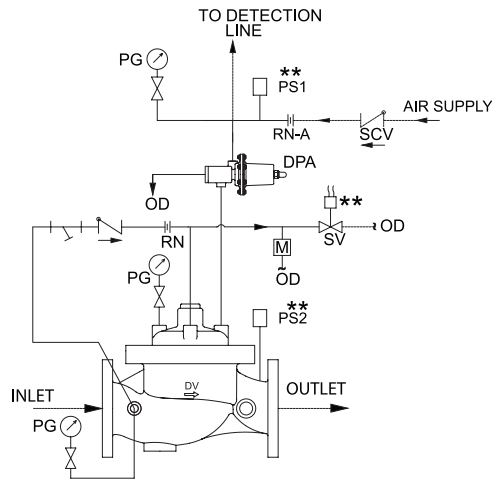 TO DETECTION
LINE
PG
**
PS1
AIR SUPPLY
RN-A
SCV
DPA
OD
**
RN
~ OD
SV
M
~
OD
PG
**
PS2
DV
INLET
OUTLET
PG